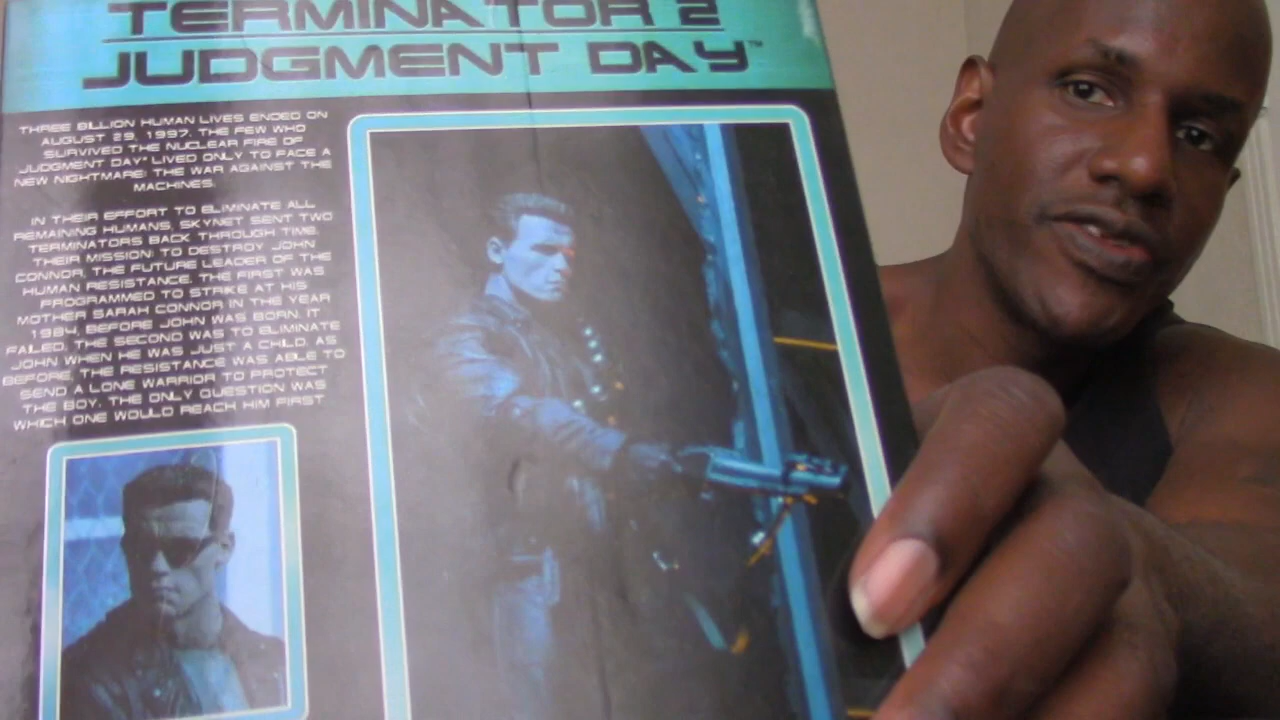 TERMINATOR 2
JUDGMENT DAY™
THREE BILLION HUMAN LIVES ENDED ON
AUGUST 29, 1997. THE FEW WHO
SURVIVED THE NUCLEAR FIRE OF
"JUDGMENT DAY" LIVED ONLY TO FACE A
NEW NIGHTMARE: THE WAR AGAINST THE
MACHINES.
IN THEIR EFFORT TO ELIMINATE ALL
REMAINING HUMANS, SKYNET SENT TWO
TERMINATORS BACK THROUGH TIME.
THEIR MISSION: TO DESTROY JOHN
CONNOR, THE FUTURE LEADER OF THE
HUMAN RESISTANCE. THE FIRST WAS
PROGRAMMED TO STRIKE AT HIS
MOTHER SARAH CONNOR IN THE YEAR
1984, BEFORE JOHN WAS BORN. IT
FAILED. THE SECOND WAS TO ELIMINATE
JOHN WHEN HE WAS JUST A CHILD. AS
BEFORE, THE RESISTANCE WAS ABLE TO
SEND A LONE WARRIOR TO PROTECT
THE BOY. THE ONLY QUESTION WAS
WHICH ONE WOULD REACH HIM FIRST